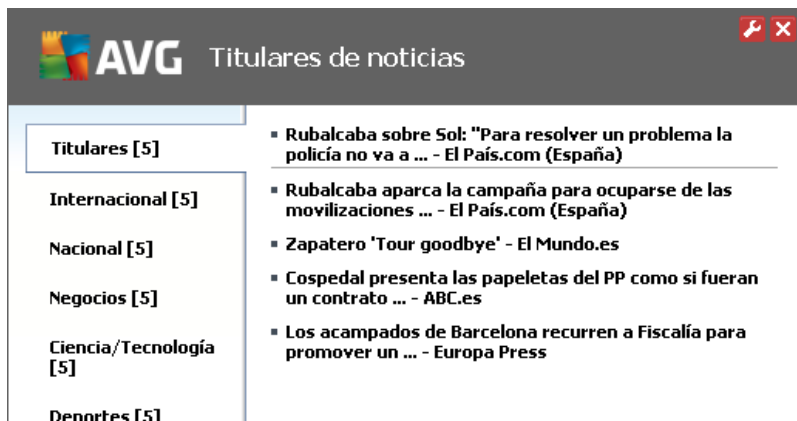 AVG Titulares de noticias
Titulares [5]
Internacional [5]
Nacional [5]
Negocios [5]
Ciencia/Tecnología
[5]
Deportes [5]
Rubalcaba sobre Sol: "Para resolver un problema la
policía no va a ... - El País.com (España)
Rubalcaba aparca la campaña para ocuparse de las
movilizaciones ... - El País.com (España)
Zapatero 'Tour goodbye' - El Mundo.es
Cospedal presenta las papeletas del PP como si fueran
un contrato ... - ABC.es
Los acampados de Barcelona recurren a Fiscalía para
promover un ... - Europa Press